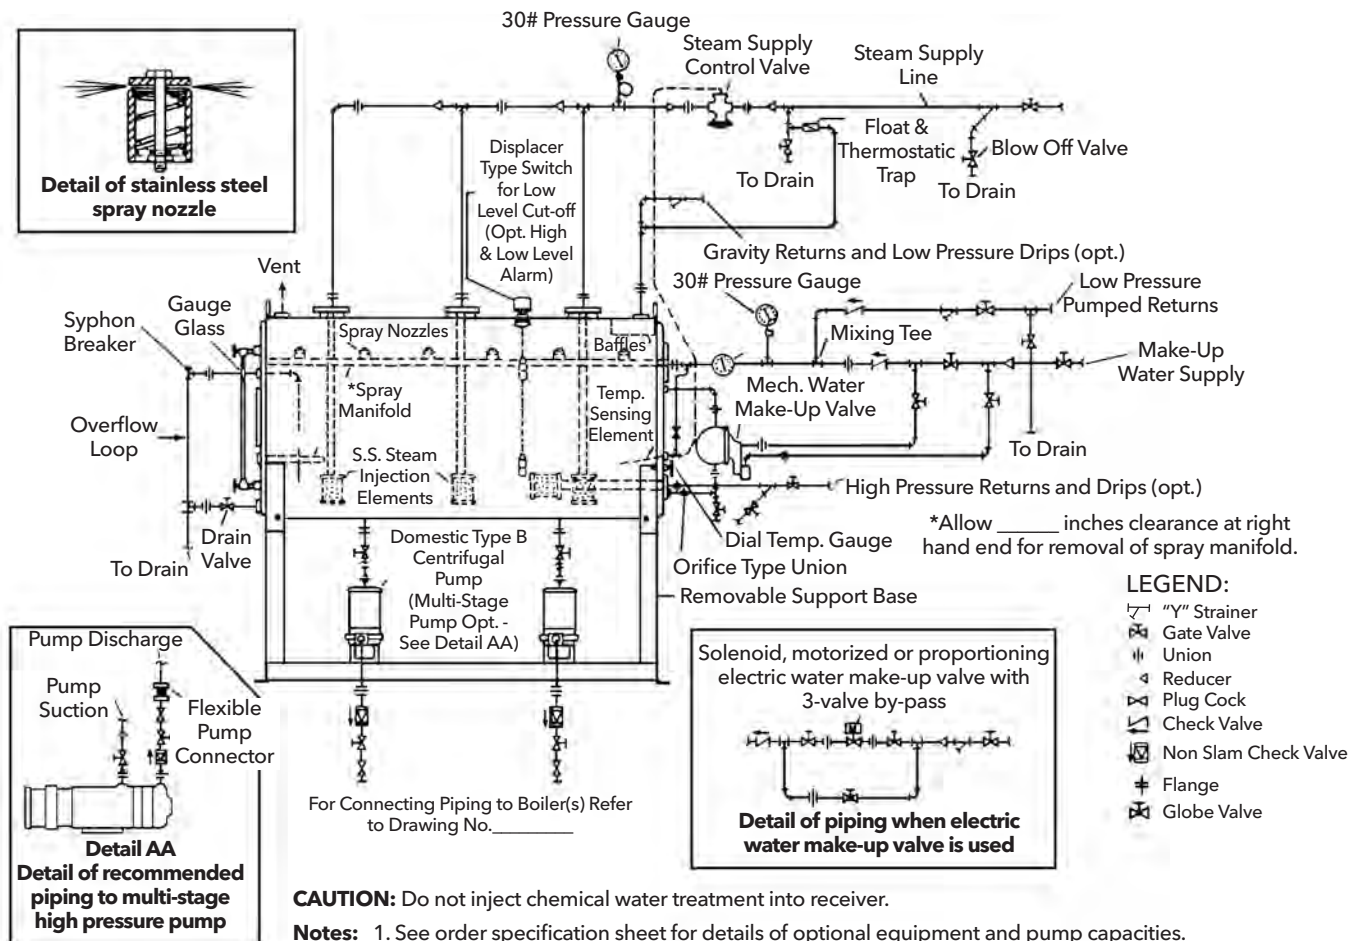 30# Pressure Gauge
Steam Supply
Control Valve
Steam Supply
Line
Detail of stainless steel
spray nozzle
Displacer
Type Switch
for Low
Level Cut-off
(Opt. High
& Low Level
Alarm)
To Drain
Float &
Thermostatic
Trap
Blow Off Valve
To Drain
Gravity Returns and Low Pressure Drips (opt.)
Vent
Gauge
Glass
Syphon
Breaker
30# Pressure Gauge
Low Pressure
Pumped Returns
Spray Nozzles
Baffles
Mixing Tee
Make-Up
Water Supply
*Spray
Manifold
Temp.
Sensing
Element
Mech. Water
Make-Up Valve
Overflow
Loop
S.S. Steam
Injection
Elements
To Drain
High Pressure Returns and Drips (opt.)
*Allow ______ inches clearance at right
hand end for removal of spray manifold.
Drain
Valve
To Drain
Domestic Type B
Centrifugal
Pump
(Multi-Stage
Pump Opt. -
See Detail AA)
Dial Temp. Gauge
Orifice Type Union
Removable Support Base
LEGEND:
"Y" Strainer
Gate Valve
Union
Reducer
Plug Cock
Check Valve
Non Slam Check Valve
Flange
Globe Valve
Pump Discharge
Pump
Suction
Flexible
Pump
Connector
Detail AA
Detail of recommended
piping to multi-stage
high pressure pump
Solenoid, motorized or proportioning
electric water make-up valve with
3-valve by-pass
Detail of piping when electric
water make-up valve is used
For Connecting Piping to Boiler(s) Refer
to Drawing No.________
CAUTION: Do not inject chemical water treatment into receiver.
Notes: 1. See order specification sheet for details of optional equipment and pump capacities.